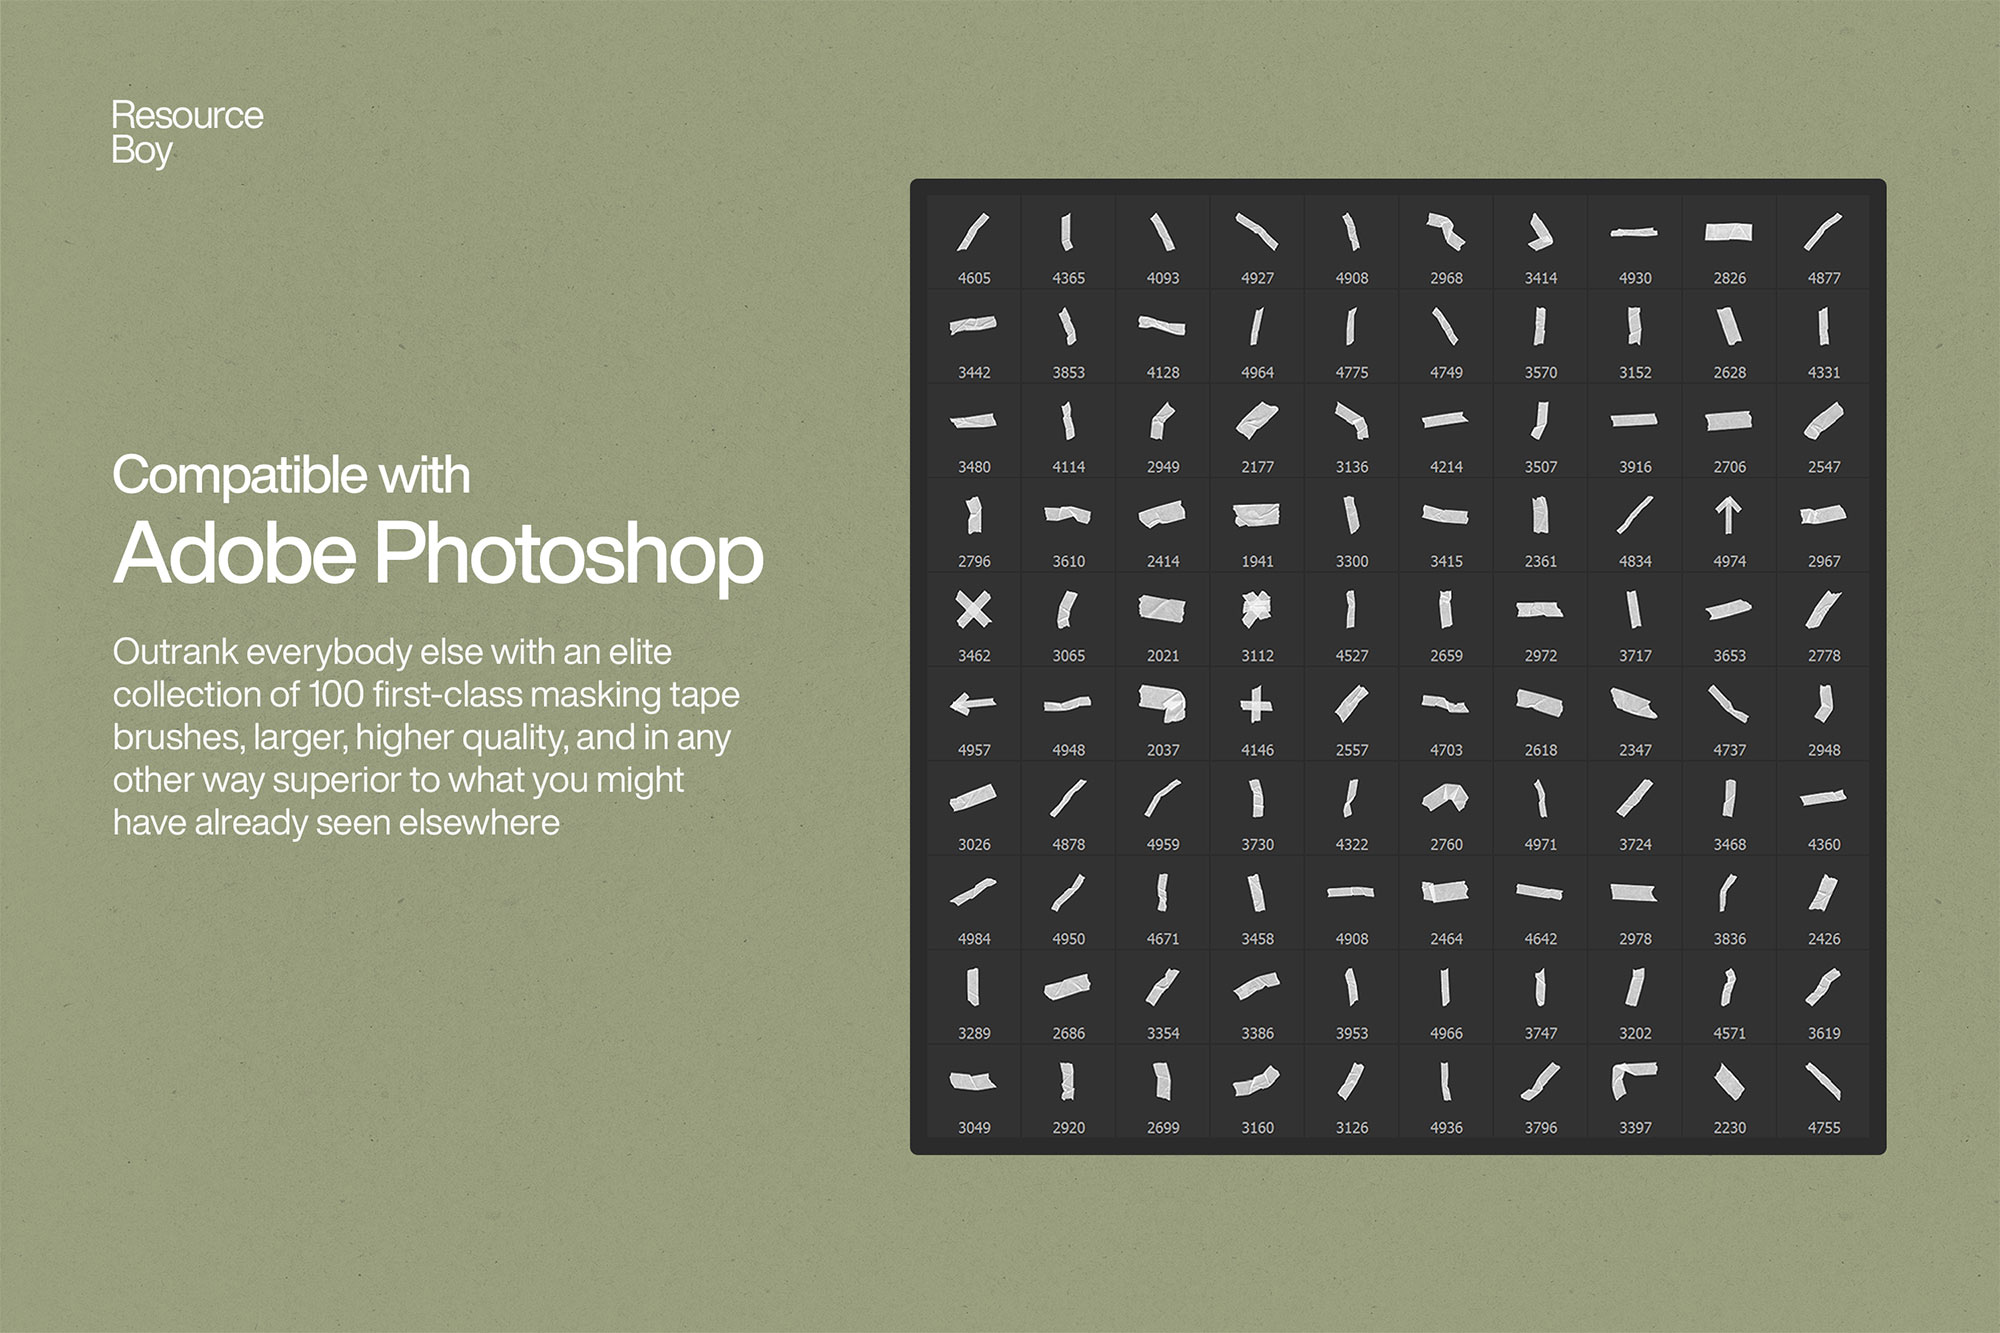 Resource
Boy
Compatible with
Adobe Photoshop
Outrank everybody else with an elite
collection of 100 first-class masking tape
brushes, larger, higher quality, and in any
other way superior to what you might
have already seen elsewhere
4605 4365 4093 4927 4908 2968 3414 4930 2826 4877
3442 3853 4128 4964 4775 4749 3570 3152 2628 4331
3480 4114 2949 2177 3136 4214 3507 3916 2706 2547
2796 3610 2414 1941 3300 3415 2361 4834 4974 2967
3462 3065 2021 3112 4527 2659 2972 3717 3653 2778
4957 4948 2037 4146 2557 4703 2618 2347 4737 2948
3026 4878 4959 3730 4322 2760 4971 3724 3468 4360
4984 4950 4671 3458 4908 2464 4642 2978 3836 2426
3289 2686 3354 3386 3953 4966 3747 3202 4571 3619
3049 2920 2699 3160 3126 4936 3796 3397 2230 4755